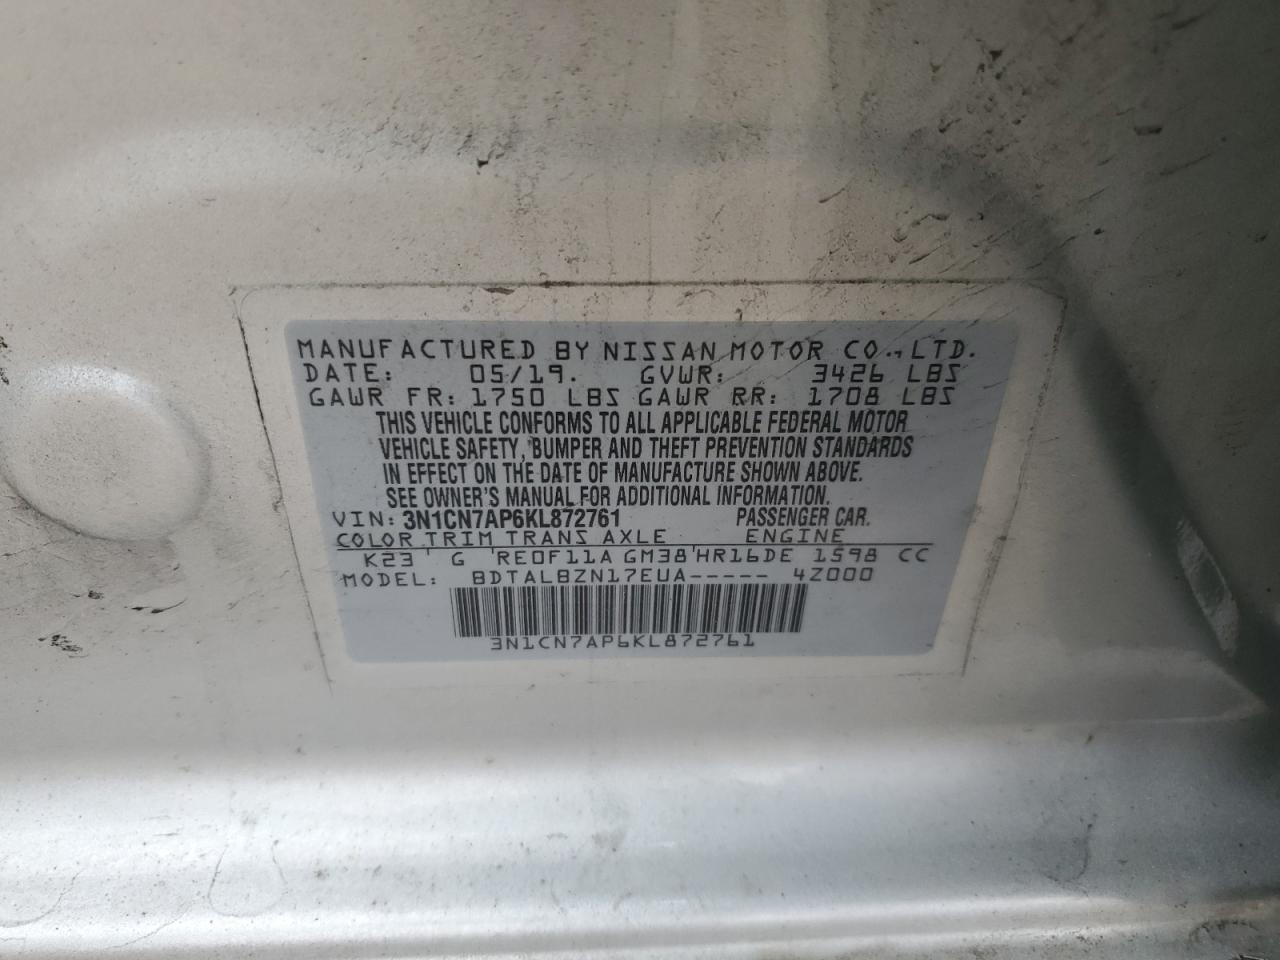 MANUFACTURED BY NISSAN MOTOR CO., LTD.
DATE: 05/19. GVWR: 3426 LBS
GAWR FR: 1750 LBS GAWR RR: 1708 LBS
THIS VEHICLE CONFORMS TO ALL APPLICABLE FEDERAL MOTOR
VEHICLE SAFETY, BUMPER AND THEFT PREVENTION STANDARDS
IN EFFECT ON THE DATE OF MANUFACTURE SHOWN ABOVE.
SEE OWNER'S MANUAL FOR ADDITIONAL INFORMATION.
VIN: 3N1CN7AP6KL872761 PASSENGER CAR.
COLOR TRIM TRANS AXLE ENGINE
K23 G RE0F11A GM38 HR16DE 1598 CC
MODEL: BDTALBZN17EUA----- 4Z000
3N1CN7AP6KL872761